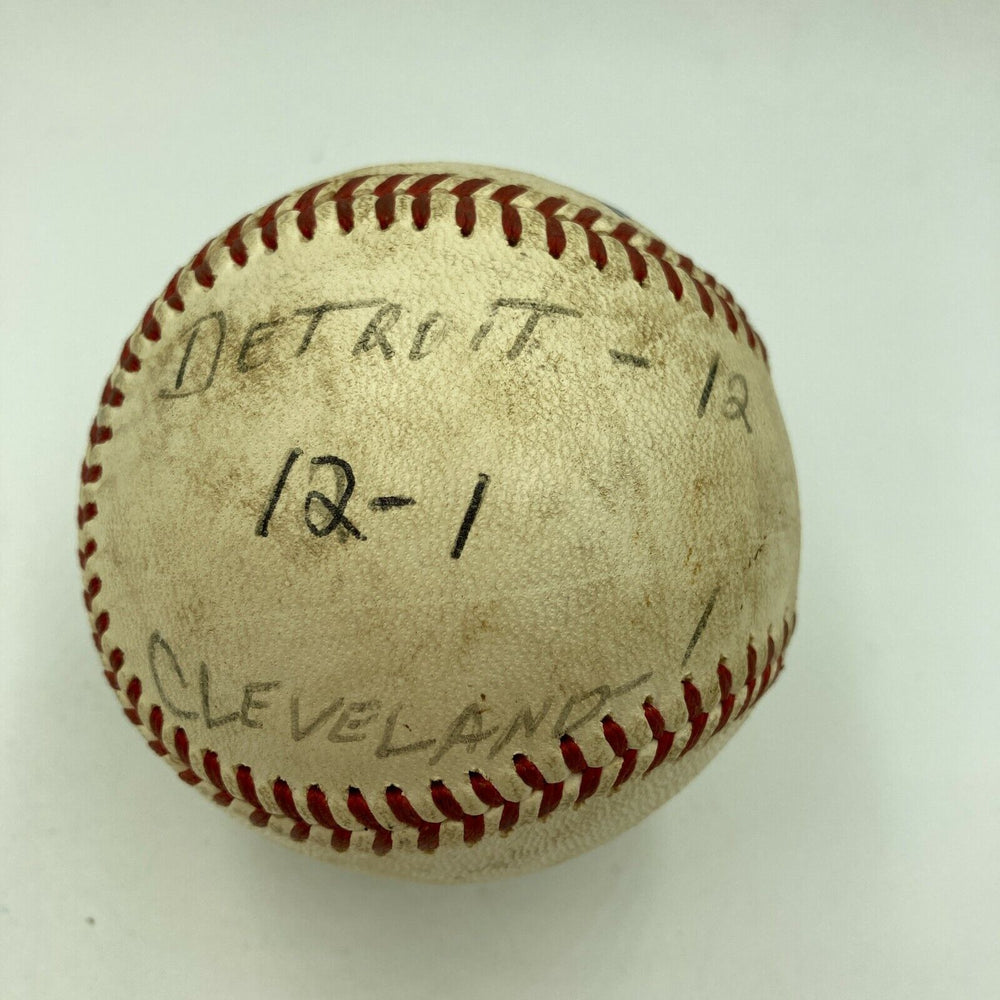 DETROIT - 12
12-1
CLEVELAND 1